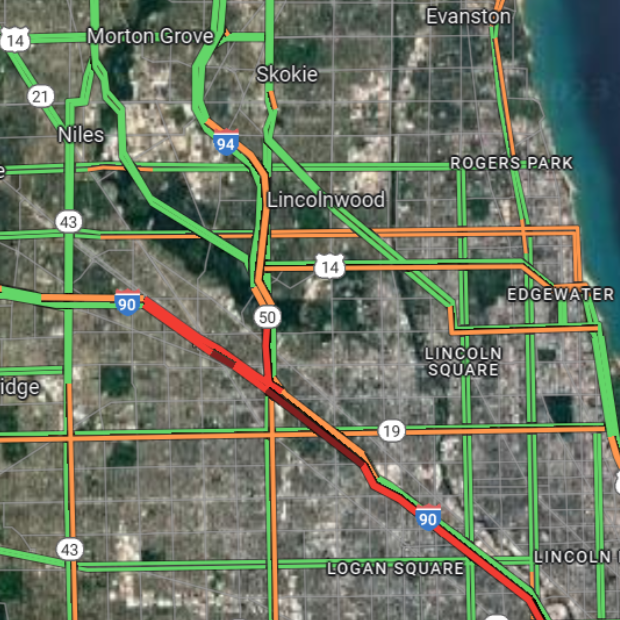 Evanston
14
Morton Grove
Skokie
21
Niles
94
ROGERS PARK
e
Lincolnwood
43
14
90
EDGEWATER
50
LINCOLN
SQUARE
idge
19
90
43
LOGAN SQUARE
LINCOLN